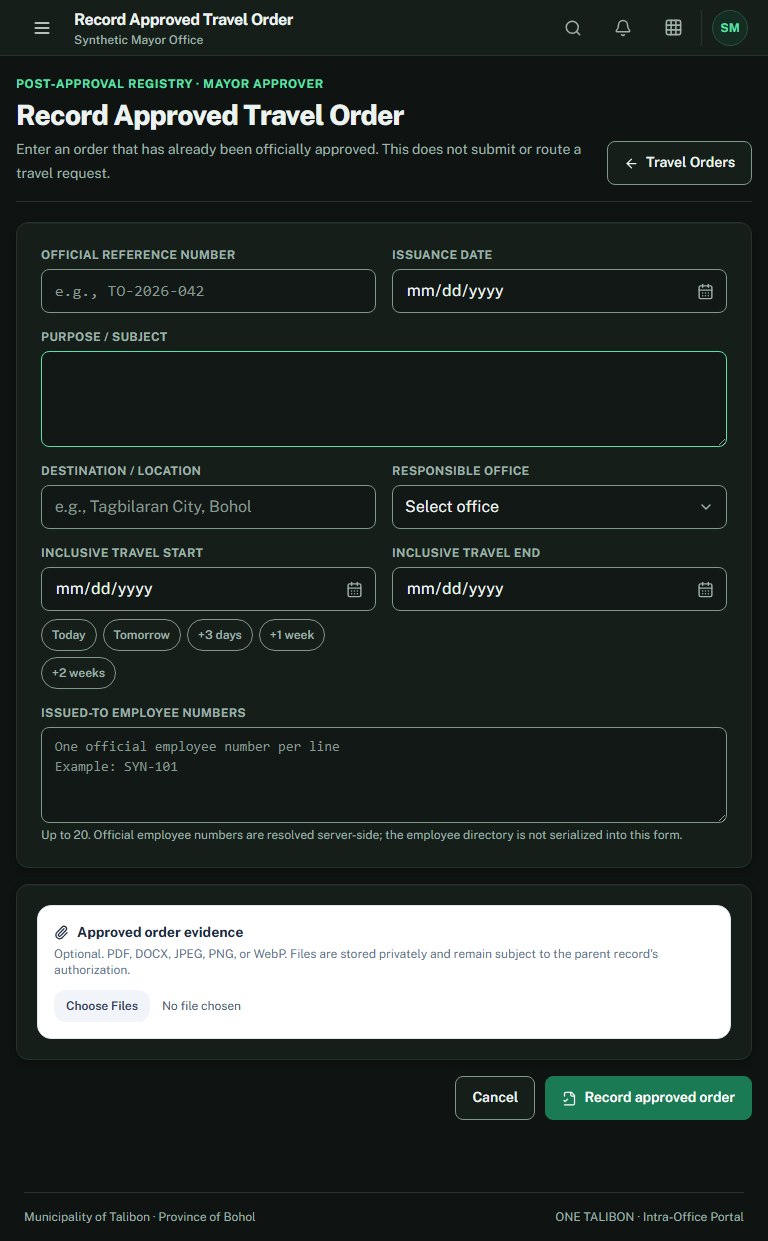 Record Approved Travel Order
Synthetic Mayor Office
SM
POST-APPROVAL REGISTRY · MAYOR APPROVER
Record Approved Travel Order
Enter an order that has already been officially approved. This does not submit or route a
travel request.
Travel Orders
OFFICIAL REFERENCE NUMBER
ISSUANCE DATE
e.g., TO-2026-042
mm/dd/yyyy
PURPOSE / SUBJECT
DESTINATION / LOCATION
RESPONSIBLE OFFICE
e.g., Tagbilaran City, Bohol
Select office
INCLUSIVE TRAVEL START
INCLUSIVE TRAVEL END
mm/dd/yyyy
mm/dd/yyyy
Today
Tomorrow
+3 days
+1 week
+2 weeks
ISSUED-TO EMPLOYEE NUMBERS
One official employee number per line
Example: SYN-101
Up to 20. Official employee numbers are resolved server-side; the employee directory is not serialized into this form.
Approved order evidence
Optional. PDF, DOCX, JPEG, PNG, or WebP. Files are stored privately and remain subject to the parent record's
authorization.
Choose Files
No file chosen
Cancel
Record approved order
Municipality of Talibon · Province of Bohol
ONE TALIBON · Intra-Office Portal